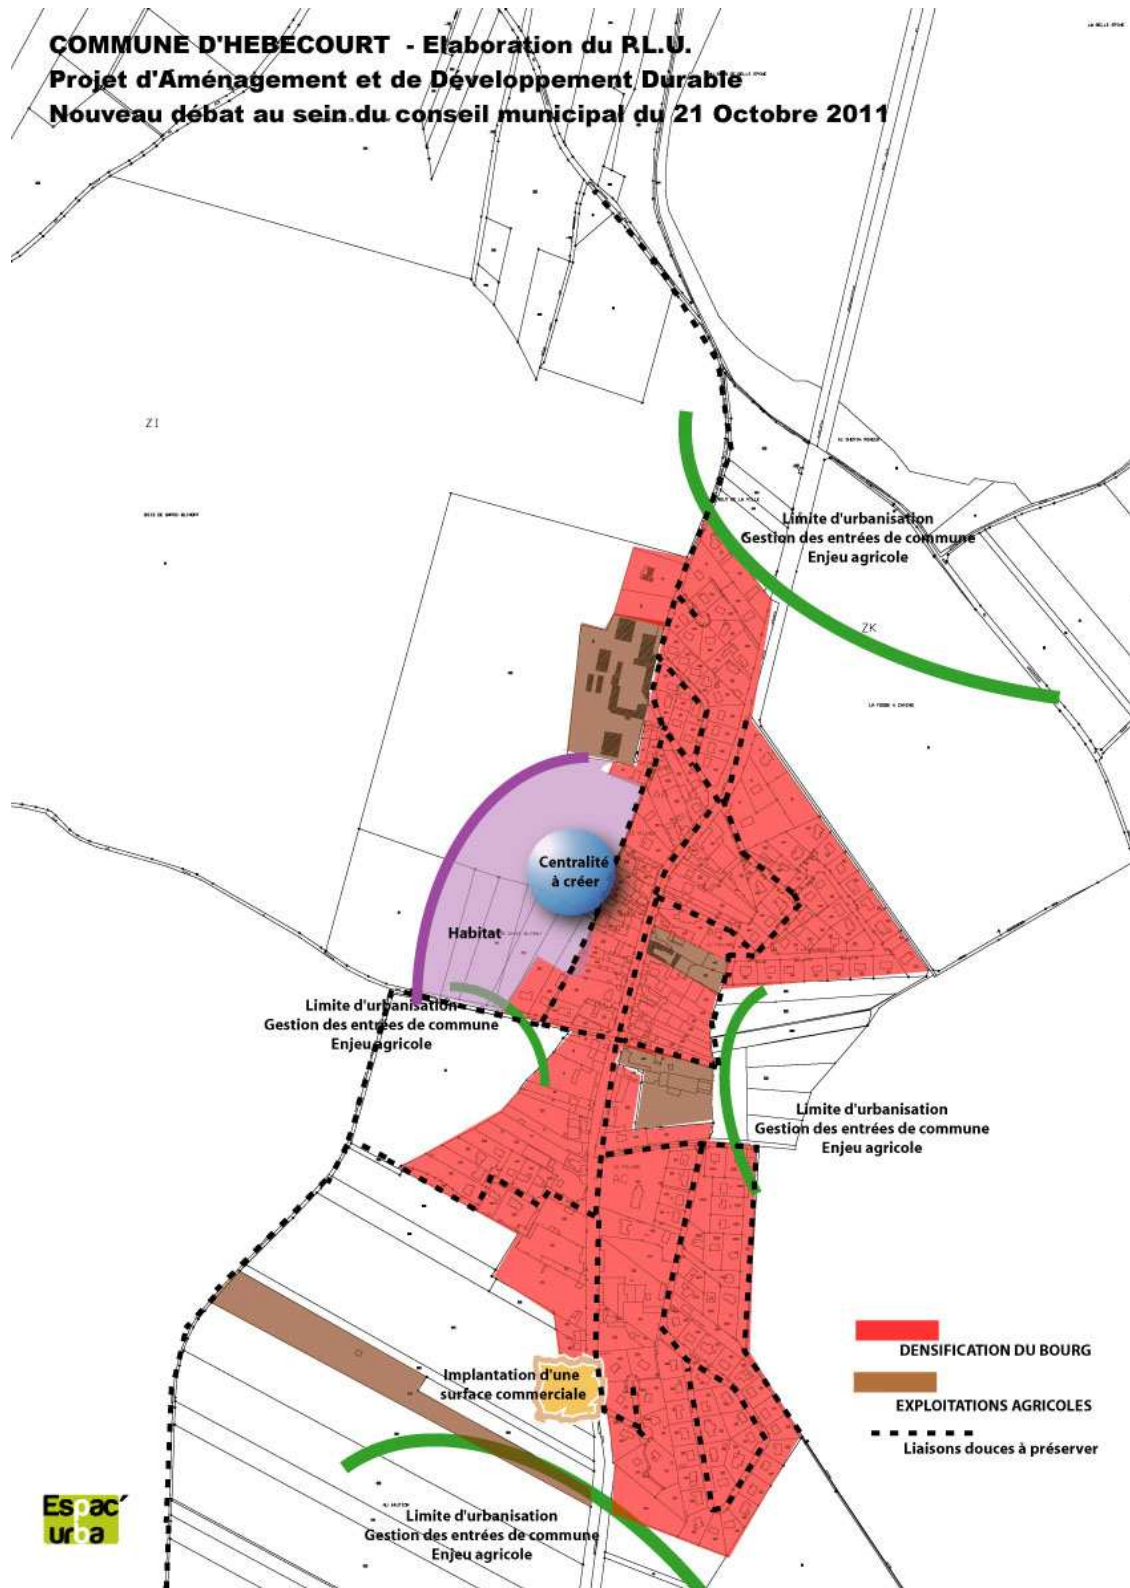 COMMUNE D'HEBECOURT - Elaboration du P.L.U.
Projet d'Aménagement et de Développement Durable
Nouveau débat au sein du conseil municipal du 21 Octobre 2011
ZI
Limite d'urbanisation
Gestion des entrées de commune
Enjeu agricole
ZK
Centralité
à créer
Habitat
Limite d'urbanisation
Gestion des entrées de commune
Enjeu agricole
Limite d'urbanisation
Gestion des entrées de commune
Enjeu agricole
AC
DENSIFICATION DU BOURG
Implantation d'une
surface commerciale
EXPLOITATIONS AGRICOLES
Liaisons douces à préserver
Espac'
urba
Limite d'urbanisation
Gestion des entrées de commune
Enjeu agricole